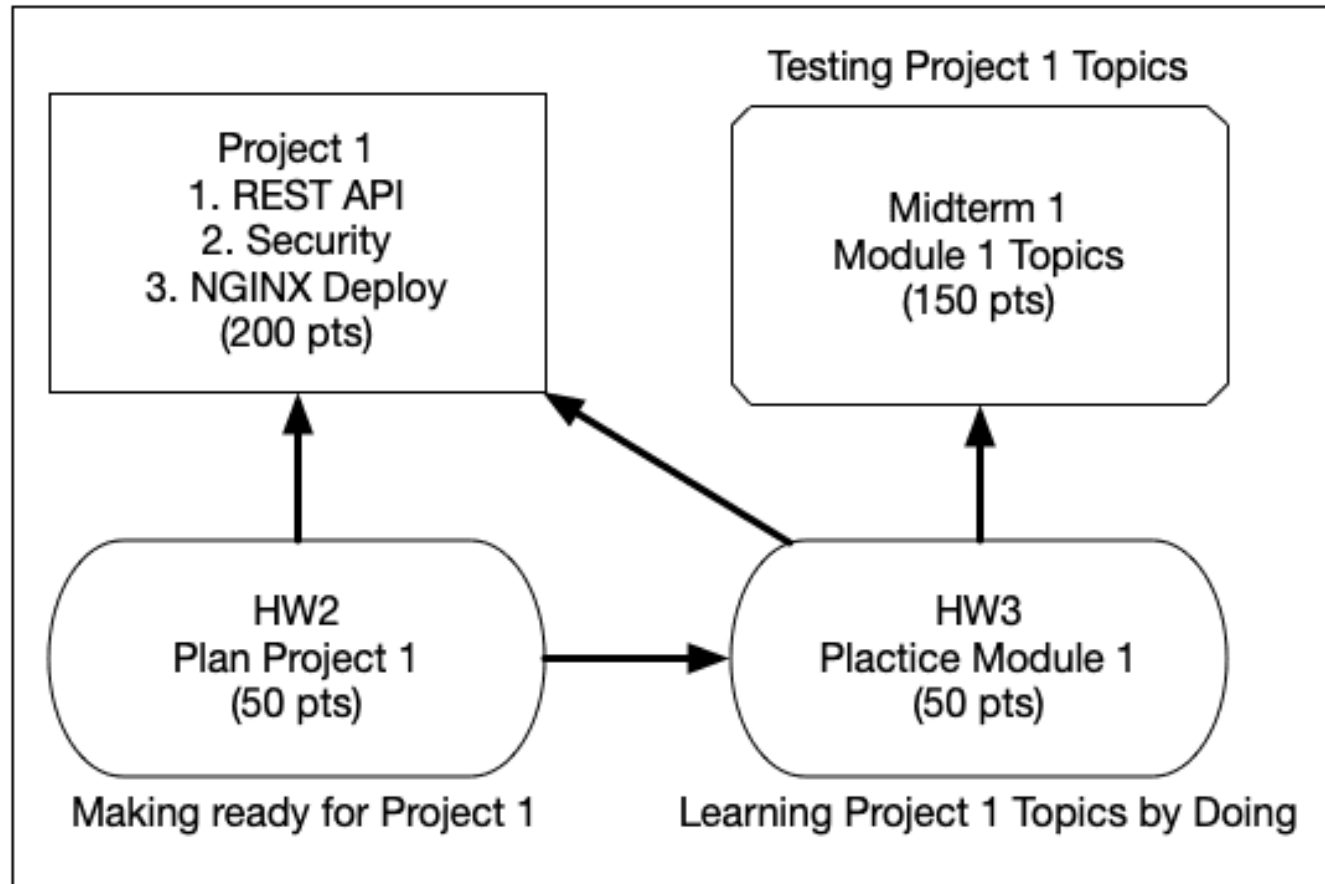 Testing Project 1 Topics
Project 1
1. REST API
2. Security
3. NGINX Deploy
(200 pts)
Midterm 1
Module 1 Topics
(150 pts)
HW2
Plan Project 1
(50 pts)
HW3
Plactice Module 1
(50 pts)
Making ready for Project 1
Learning Project 1 Topics by Doing